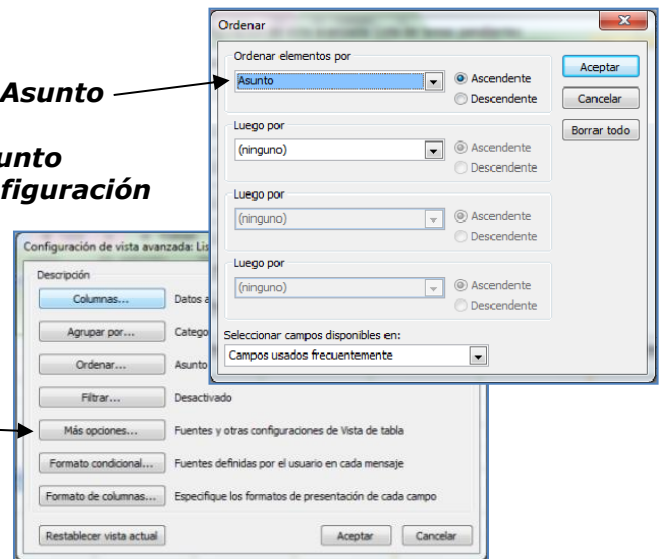 Ordenar
Ordenar elementos por
Asunto
Ascendente
Descendente
Aceptar
Cancelar
Borrar todo
Luego por
(ninguno)
Ascendente
Descendente
Luego por
(ninguno)
Ascendente
Descendente
Luego por
(ninguno)
Ascendente
Descendente
Seleccionar campos disponibles en:
Campos usados frecuentemente
Asunto
unto
figuración
Configuración de vista avanzada: Lis
Descripción
Columnas... Datos a
Agrupar por... Catego
Ordenar... Asunto
Filtrar... Desactivado
Más opciones... Fuentes y otras configuraciones de Vista de tabla
Formato condicional... Fuentes definidas por el usuario en cada mensaje
Formato de columnas... Especifique los formatos de presentación de cada campo
Restablecer vista actual Aceptar Cancelar